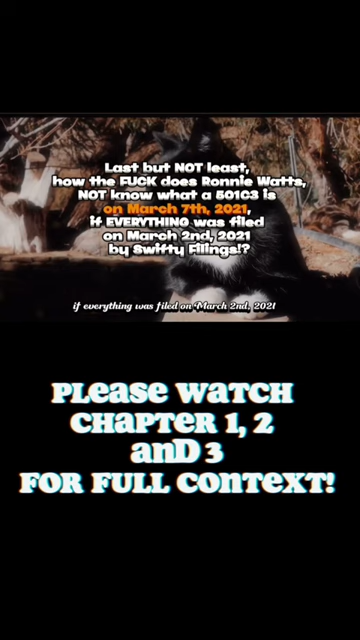 Last but NOT least,
how the FUCK does Ronnie Watts,
NOT know what a 501C3 is
on March 7th, 2021,
if EVERYTHING was filed
on March 2nd, 2021
by Swifty Filings!?
if everything was filed on March 2nd, 2021
PLease WaTCH
CHaPTeR 1, 2
anD 3
FOR FULL COnTexT!